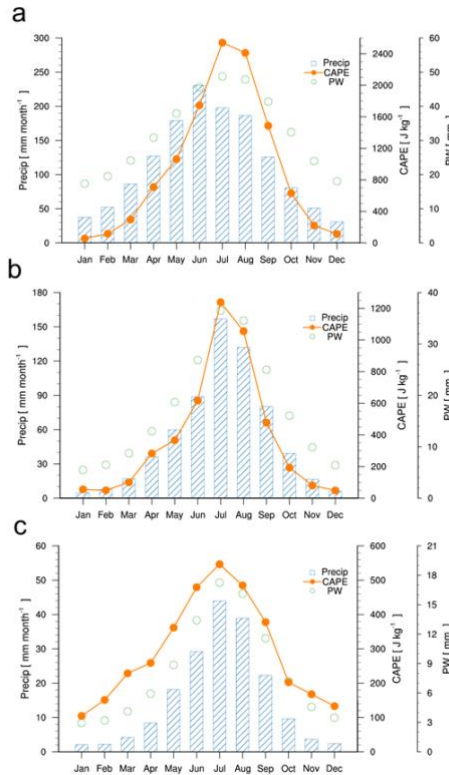 a
Precip [ mm month⁻¹ ]
300
250
200
150
100
50
0
Precip
CAPE
PW
2400
2000
1600
1200
800
400
0
CAPE [ J kg⁻¹ ]
60
50
40
30
20
10
0
PW [ mm ]
Jan Feb Mar Apr May Jun Jul Aug Sep Oct Nov Dec
b
Precip [ mm month⁻¹ ]
180
150
120
90
60
30
0
Precip
CAPE
PW
1200
1000
800
600
400
200
0
CAPE [ J kg⁻¹ ]
40
30
20
10
0
PW [ mm ]
Jan Feb Mar Apr May Jun Jul Aug Sep Oct Nov Dec
c
Precip [ mm month⁻¹ ]
60
50
40
30
20
10
0
Precip
CAPE
PW
600
500
400
300
200
100
0
CAPE [ J kg⁻¹ ]
21
18
15
12
9
6
3
0
PW [ mm ]
Jan Feb Mar Apr May Jun Jul Aug Sep Oct Nov Dec